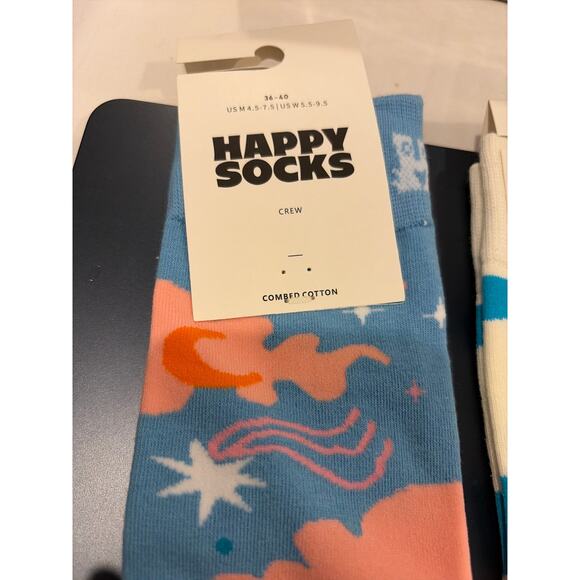 36-40
US M 4.5-7.5 | US W 5.5-9.5
HAPPY
SOCKS
CREW
COMBED COTTON